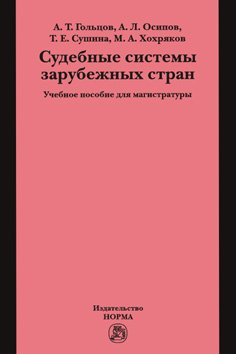 А. Т. Гольцов, А. Л. Осипов,
Т. Е. Сушина, М. А. Хохряков
Судебные системы
зарубежных стран
Учебное пособие для магистратуры
Издательство
НОРМА